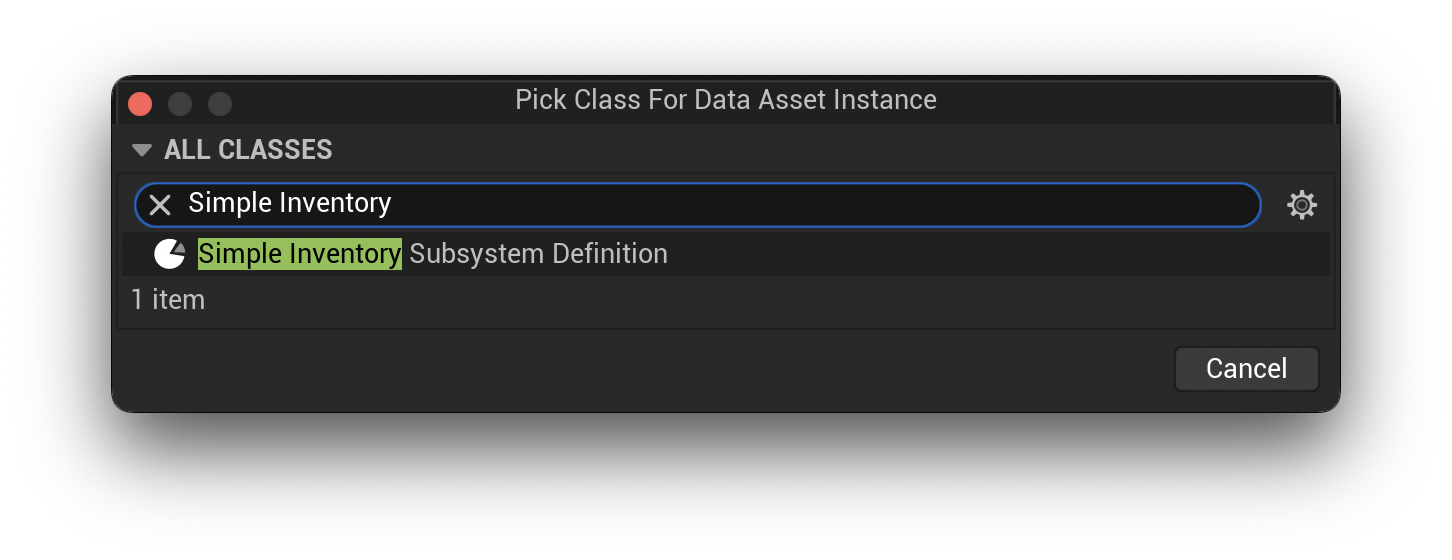 Pick Class For Data Asset Instance
ALL CLASSES
Simple Inventory
Simple Inventory Subsystem Definition
1 item
Cancel